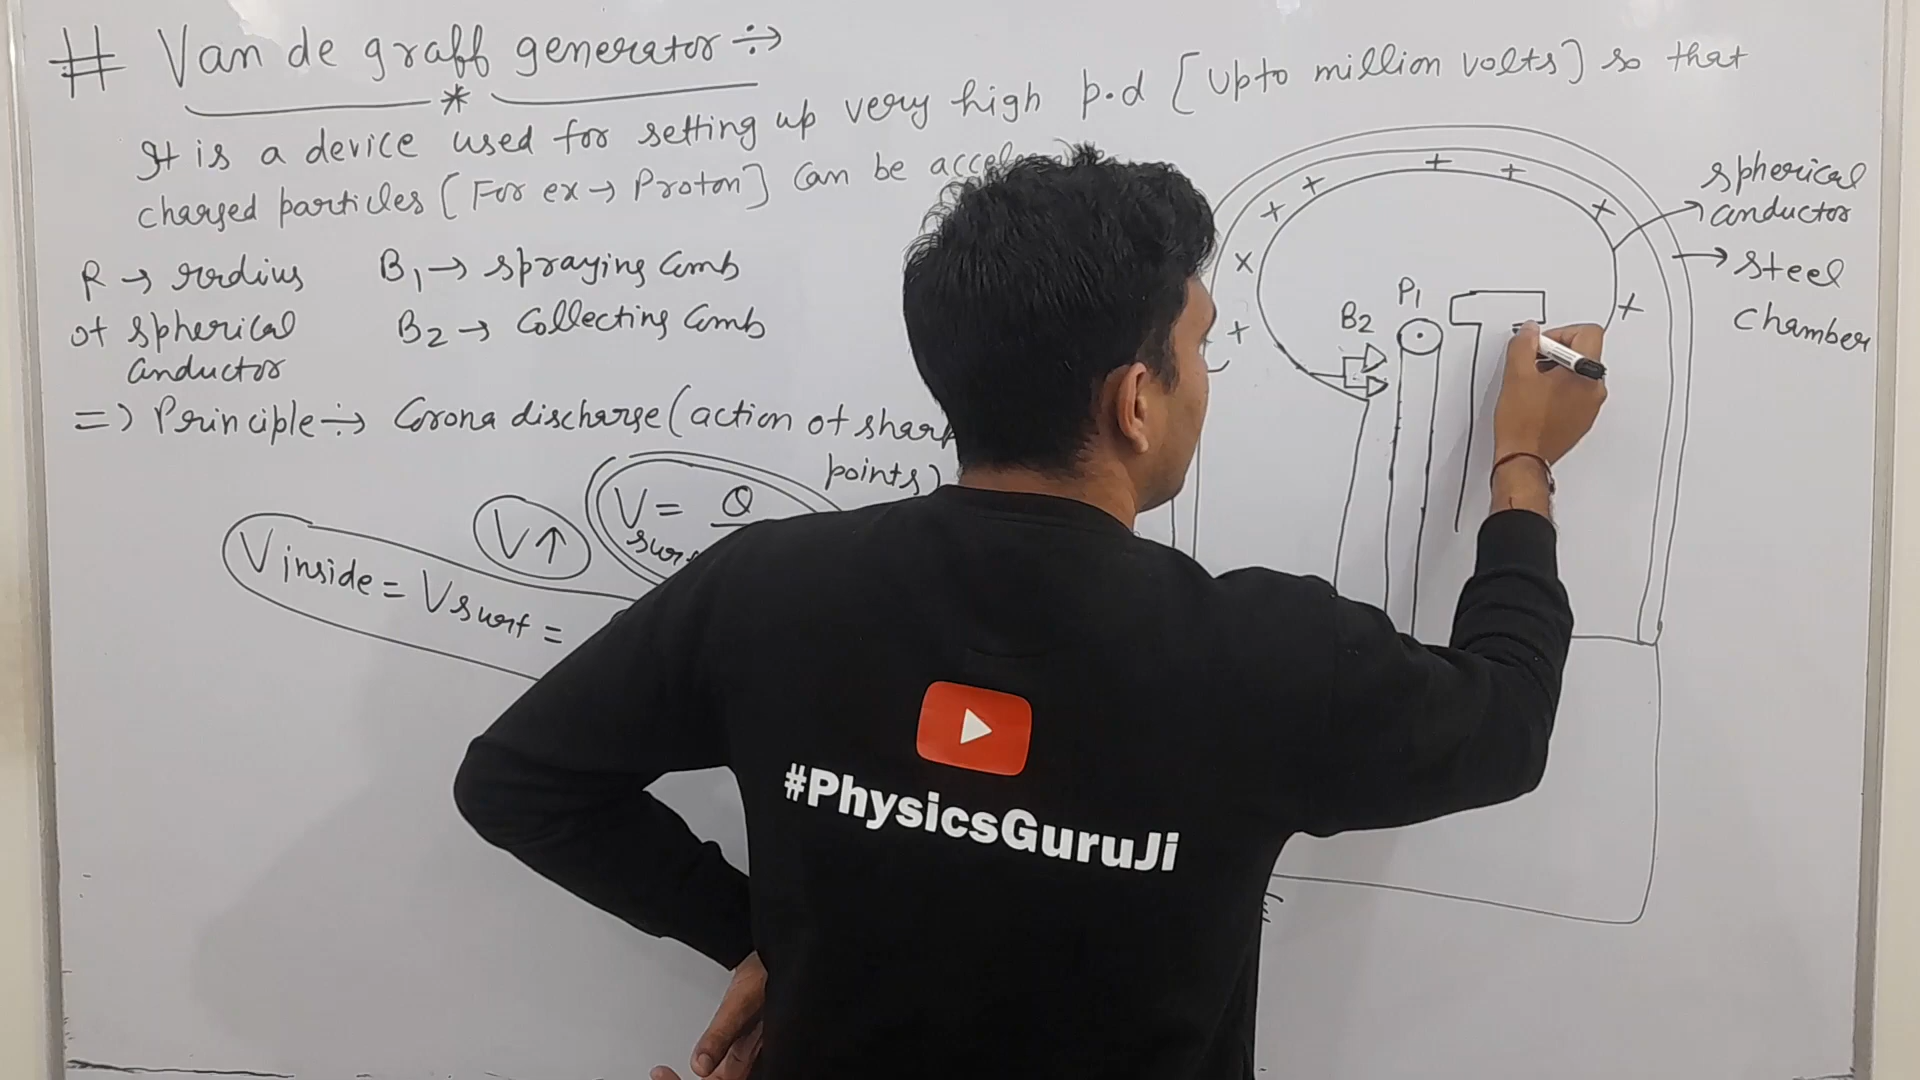 # Van de graff generator ÷>
*
It is a device used for setting up very high p.d [upto million volts] so that
charged particles [For ex → Proton] can be
R → radius
of spherical
conductor
B1 → spraying Comb
B2 → Collecting Comb
=) Principle ÷> Corona discharge (action of sharp
points)
V↑
V = Q
surf
Vinside = Vsurf =
spherical
conductor
→ steel
chamber
P1
B2
+ + + + + + + + x
#PhysicsGuruJi